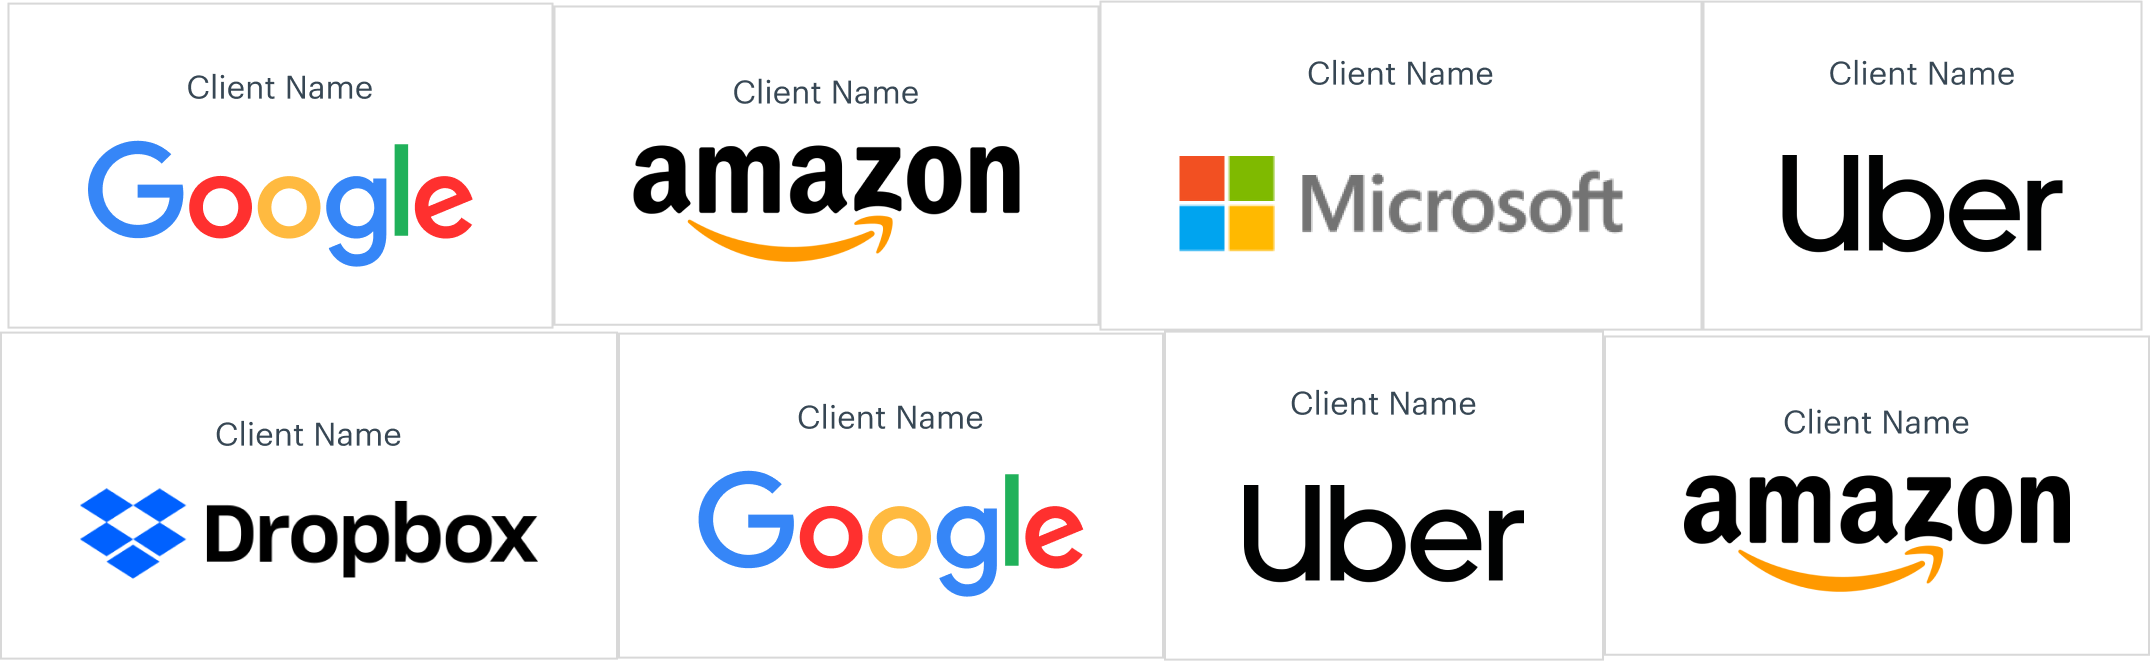 Client Name
Google
Client Name
amazon
Client Name
Microsoft
Client Name
Uber
Client Name
Dropbox
Client Name
Google
Client Name
Uber
Client Name
amazon